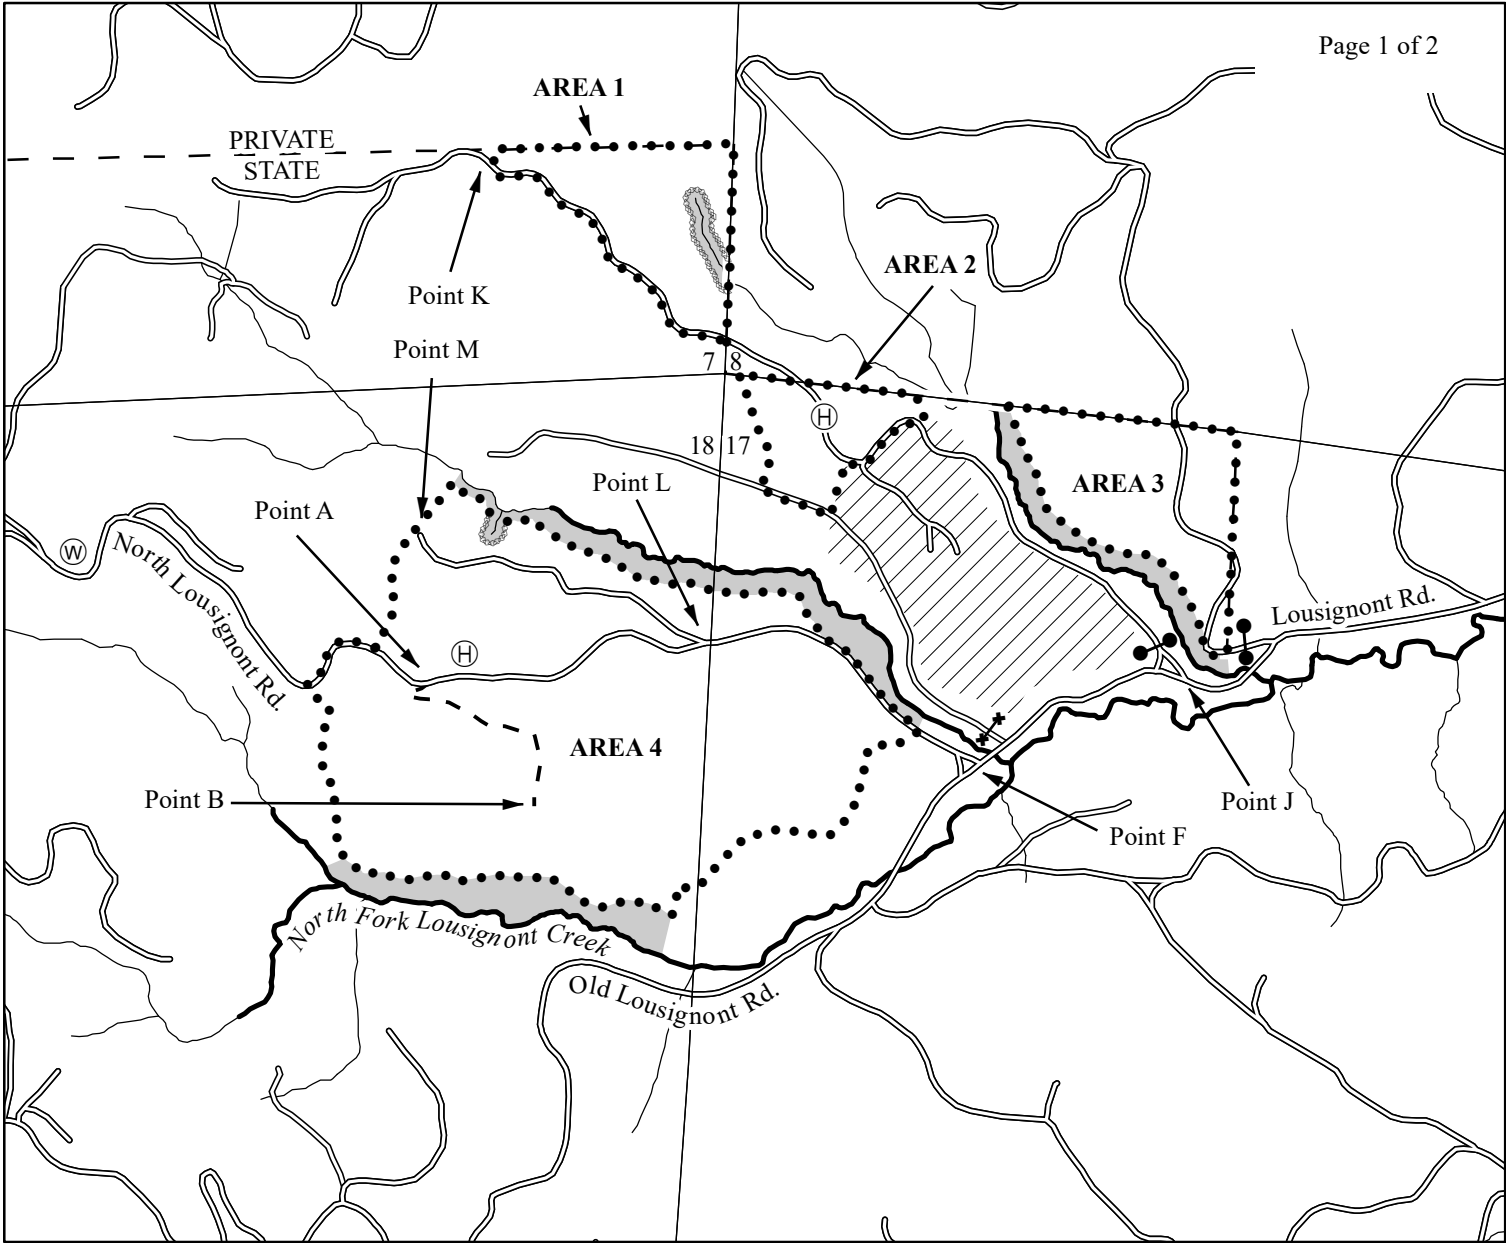 Page 1 of 2
AREA 1
PRIVATE
STATE
AREA 2
Point K
Point M
7 8
H
18 17
AREA 3
Point L
Point A
W
North Lousignont Rd.
Lousignont Rd.
H
AREA 4
Point B
Point J
Point F
North Fork Lousignont Creek
Old Lousignont Rd.